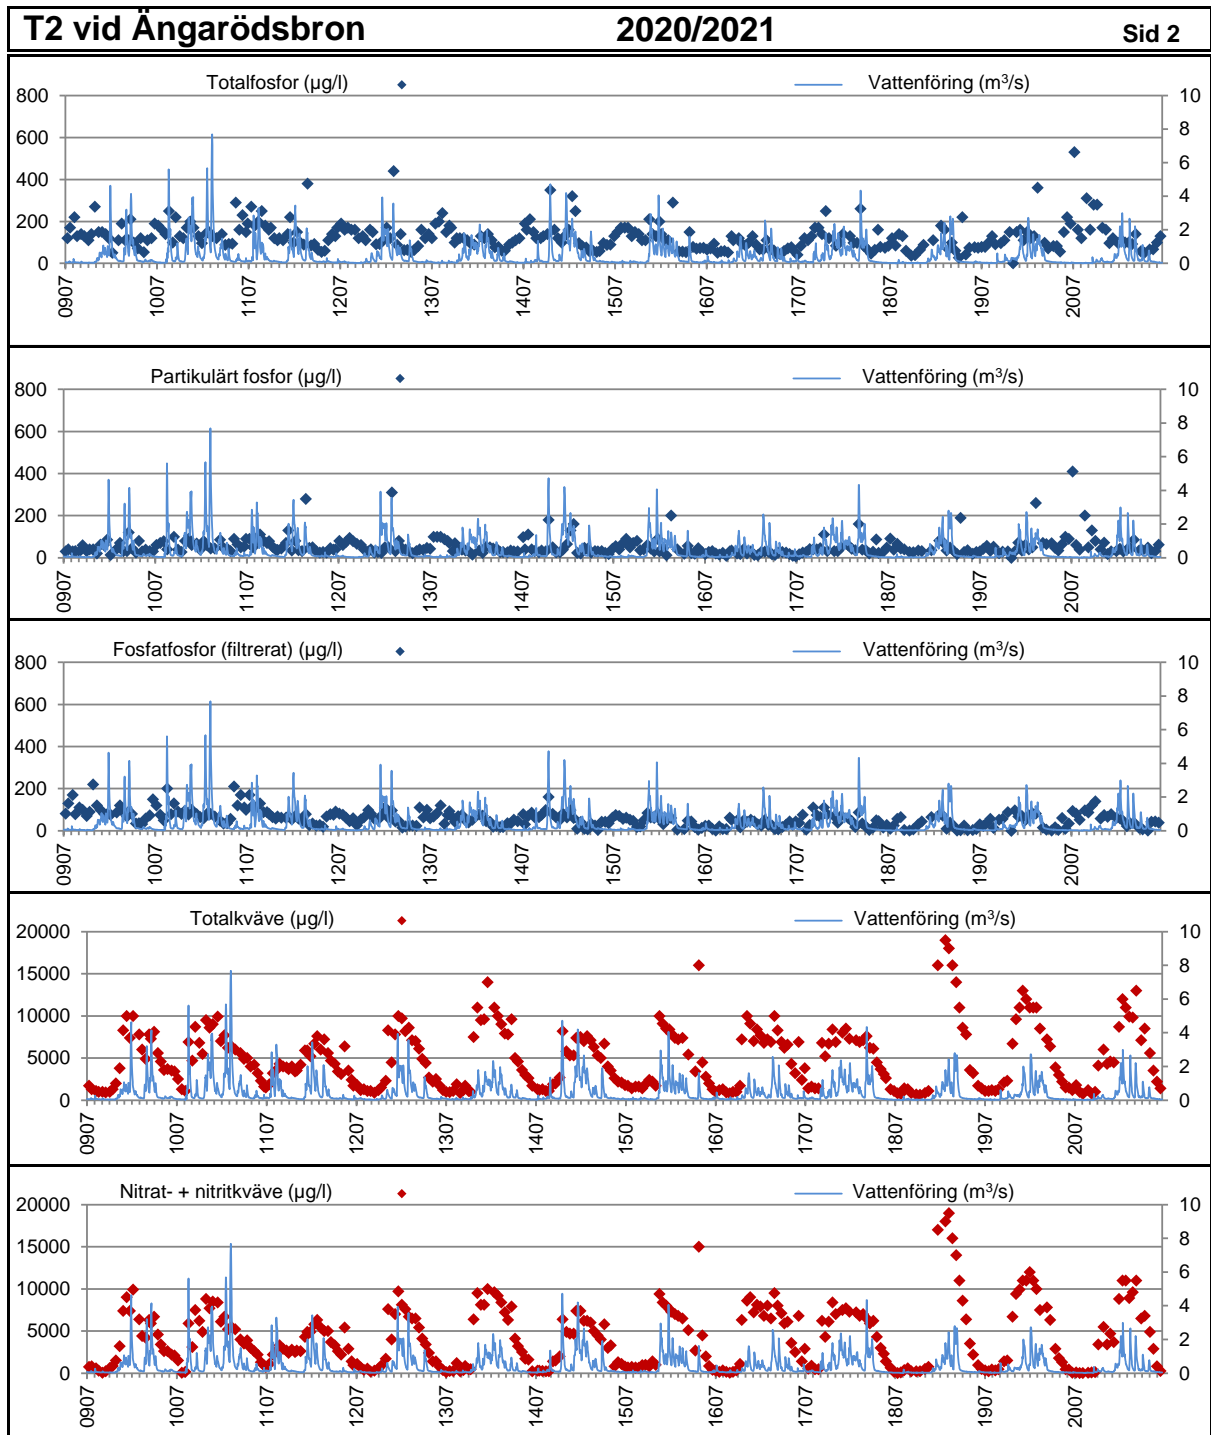 T2 vid Ängarödsbron 2020/2021 Sid 2
Totalfosfor (µg/l) Vattenföring (m³/s)
800 10
600 8
6
400 4
200 2
0 0
0907 1007 1107 1207 1307 1407 1507 1607 1707 1807 1907 2007
Partikulärt fosfor (µg/l) Vattenföring (m³/s)
800 10
600 8
6
400 4
200 2
0 0
0907 1007 1107 1207 1307 1407 1507 1607 1707 1807 1907 2007
Fosfatfosfor (filtrerat) (µg/l) Vattenföring (m³/s)
800 10
600 8
6
400 4
200 2
0 0
0907 1007 1107 1207 1307 1407 1507 1607 1707 1807 1907 2007
Totalkväve (µg/l) Vattenföring (m³/s)
20000 10
15000 8
6
10000 4
5000 2
0 0
0907 1007 1107 1207 1307 1407 1507 1607 1707 1807 1907 2007
Nitrat- + nitritkväve (µg/l) Vattenföring (m³/s)
20000 10
15000 8
6
10000 4
5000 2
0 0
0907 1007 1107 1207 1307 1407 1507 1607 1707 1807 1907 2007